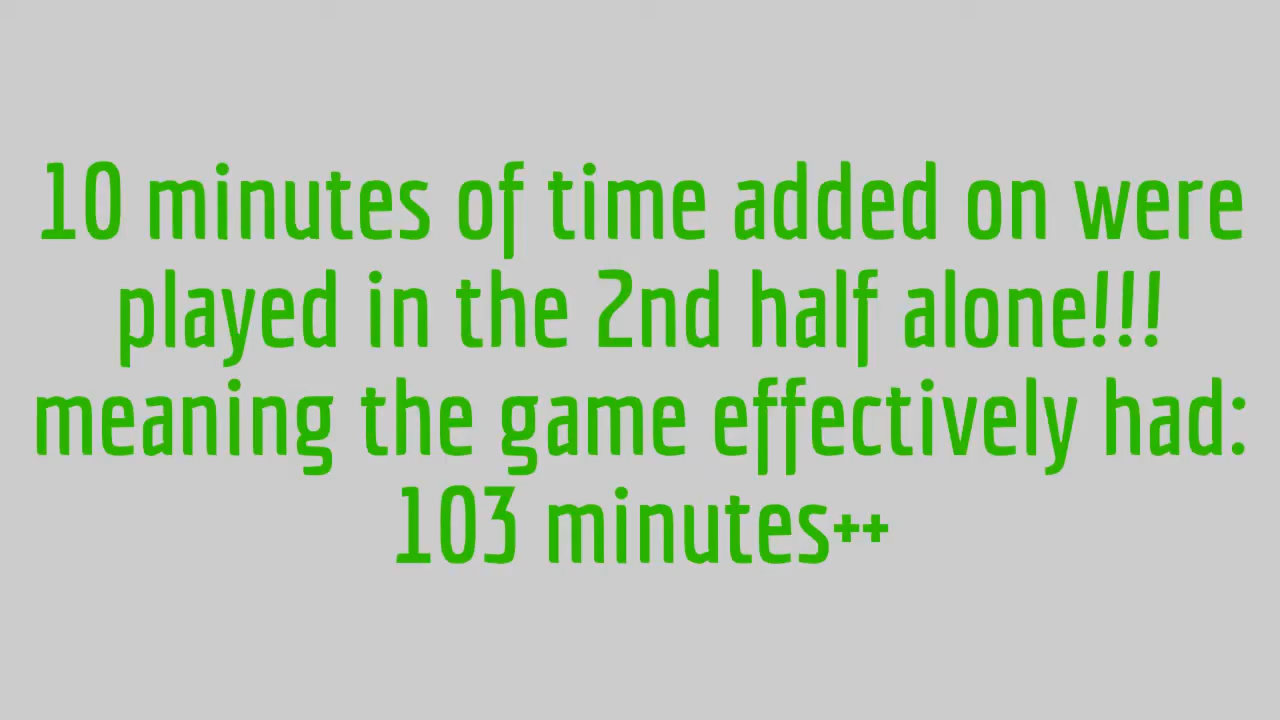 10 minutes of time added on were
played in the 2nd half alone!!!
meaning the game effectively had:
103 minutes++